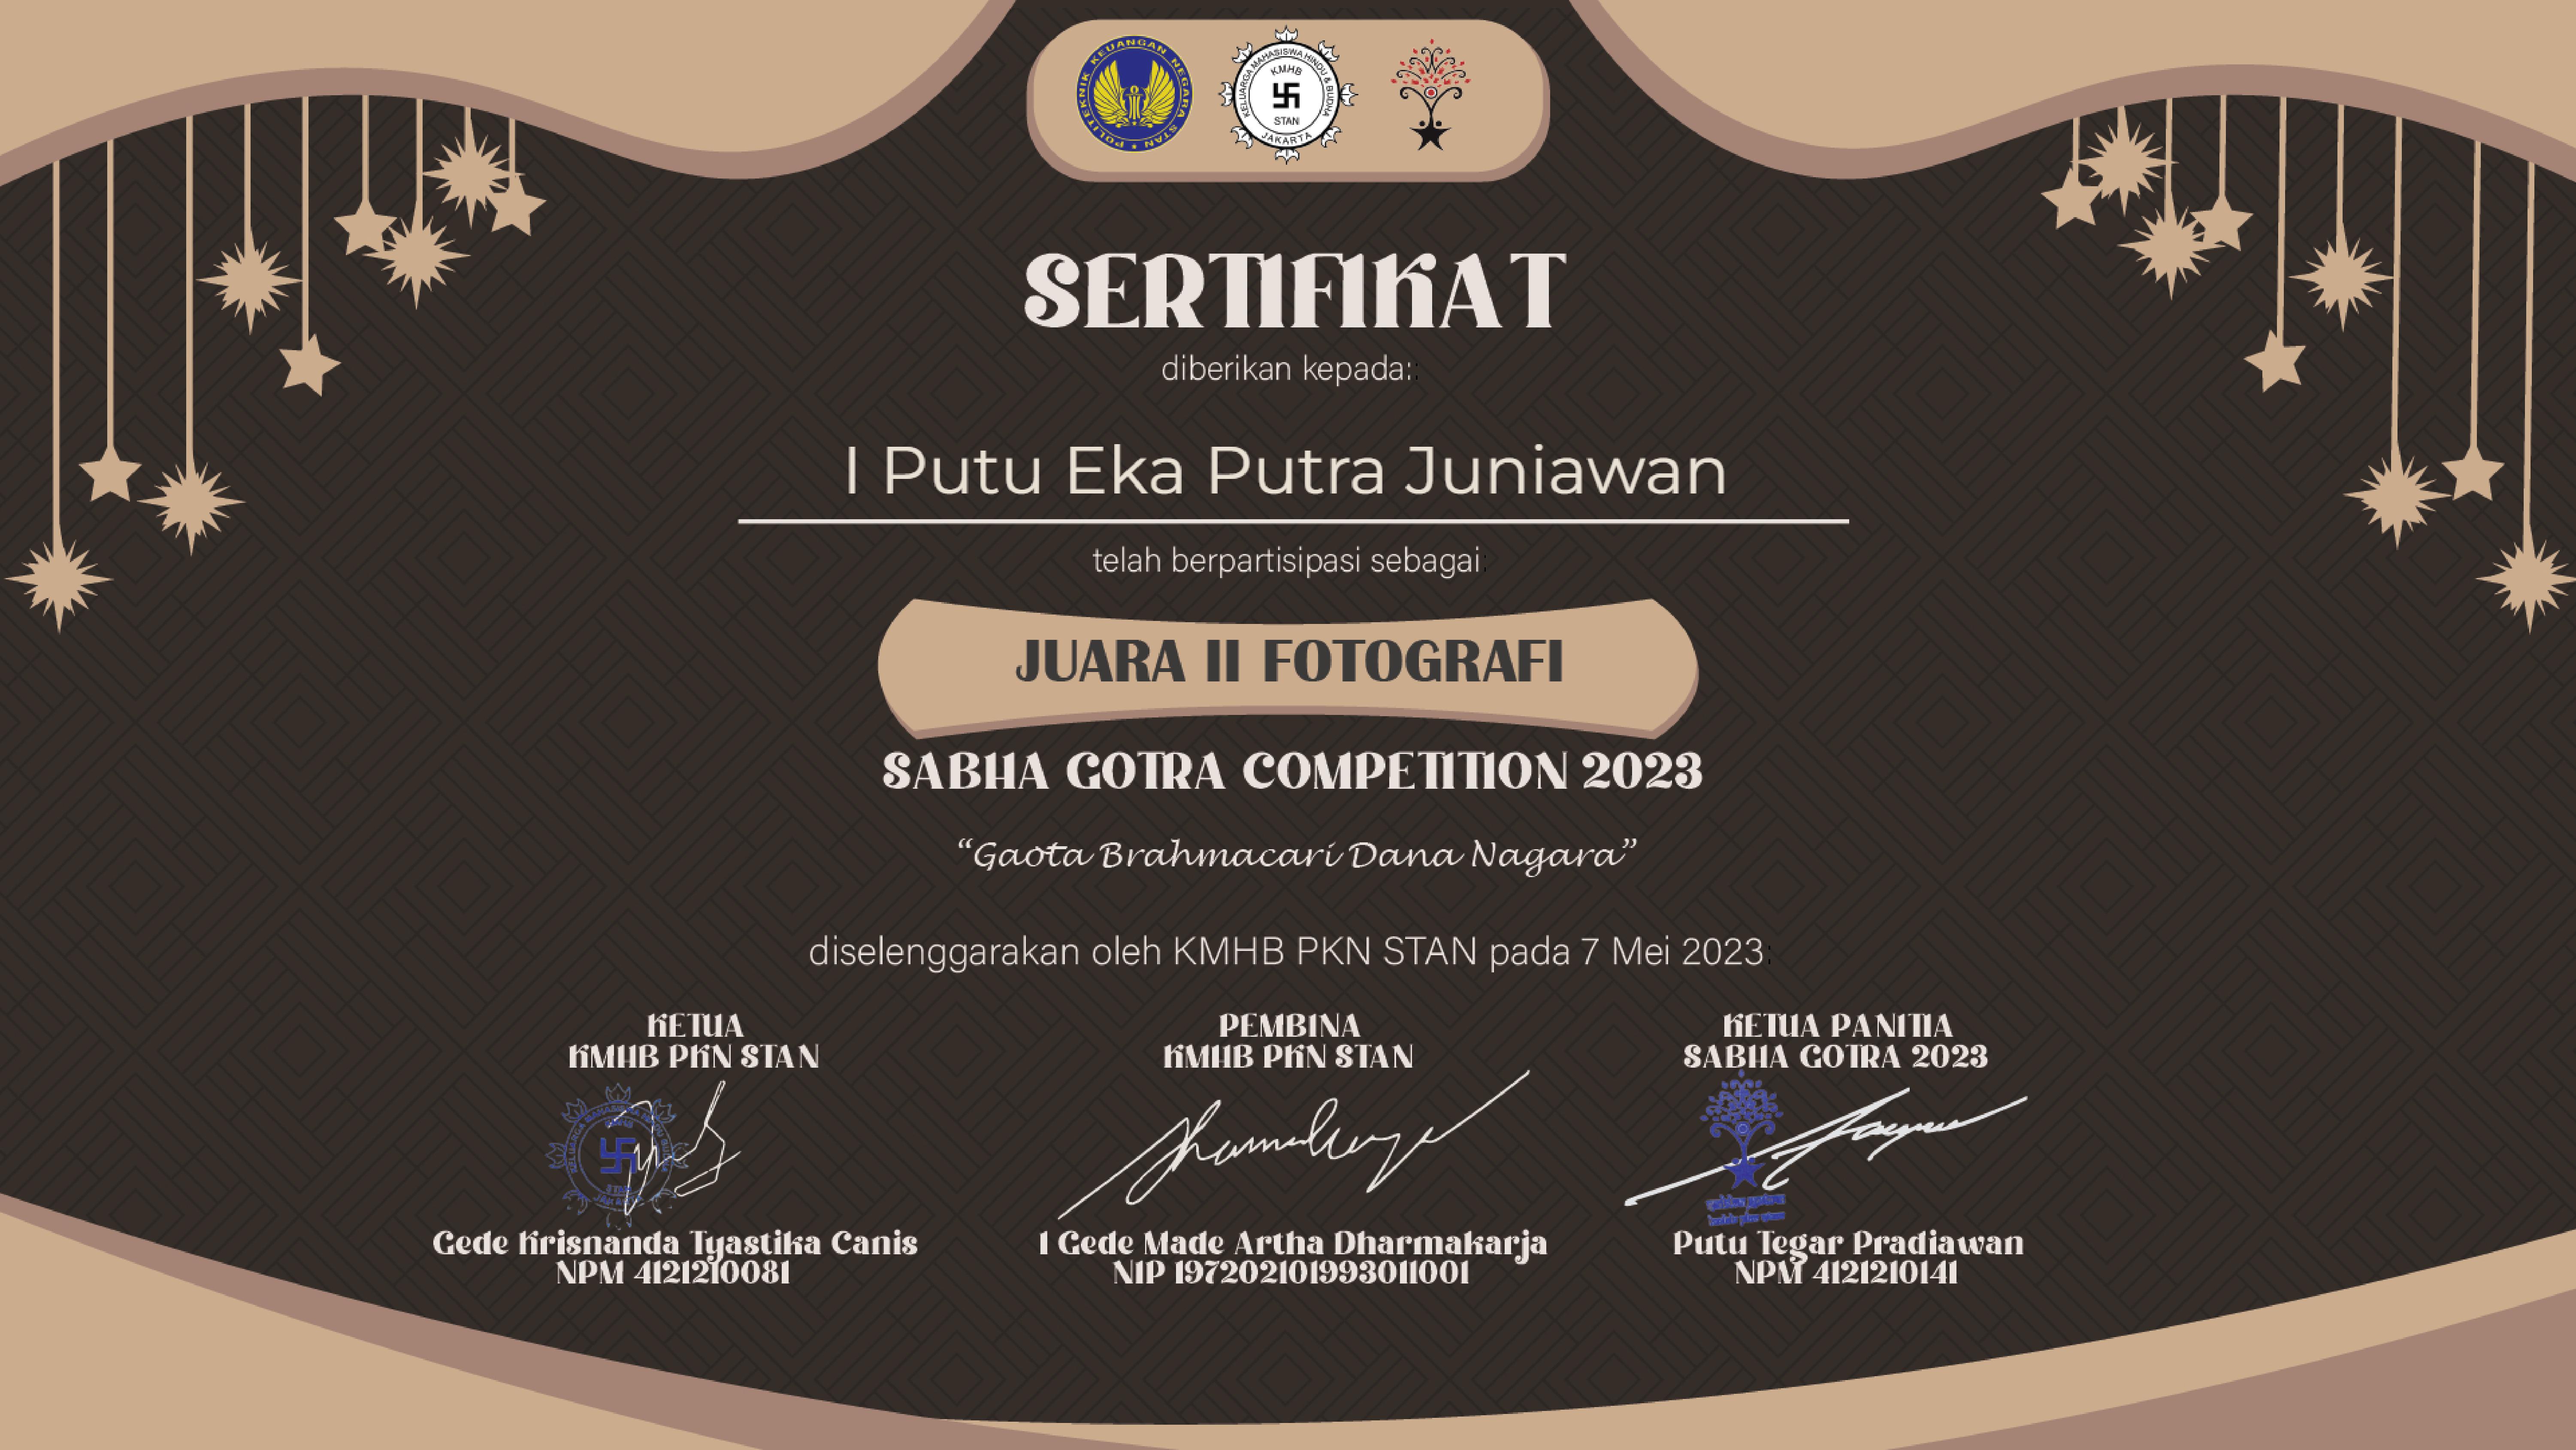 POLITEKNIK KEUANGAN NEGARA STAN
KELUARGA MAHASISWA HINDU & BUDHA
KMHB
STAN
JAKARTA
SERTIFIKAT
diberikan kepada::
I Putu Eka Putra Juniawan
telah berpartisipasi sebagai:
JUARA II FOTOGRAFI
SABHA GOTRA COMPETITION 2023
“Gaota Brahmacari Dana Nagara”
diselenggarakan oleh KMHB PKN STAN pada 7 Mei 2023:
KETUA
KMHB PKN STAN
PEMBINA
KMHB PKN STAN
KETUA PANITIA
SABHA GOTRA 2023
Gede Krisnanda Tyastika Canis
NPM 4121210081
I Gede Made Artha Dharmakarja
NIP 197202101993011001
Putu Tegar Pradiawan
NPM 4121210141